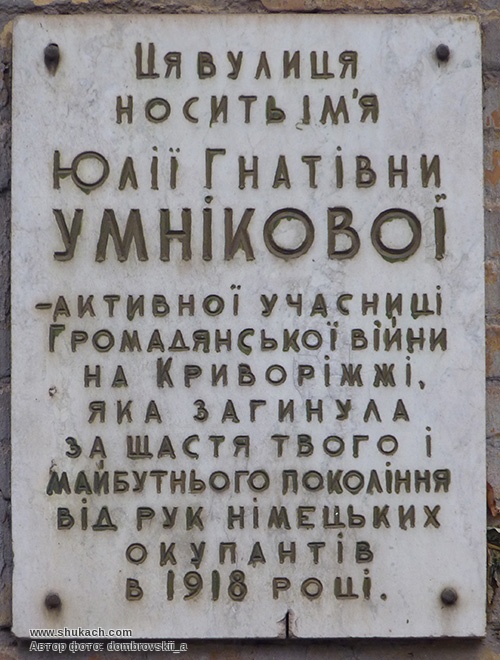 Ця вулиця
носить ім'я
Юлії Гнатівни
Умнікової
–активної учасниці
Громадянської війни
на Криворіжжі,
яка загинула
за щастя твого і
майбутнього покоління
від рук німецьких
окупантів
в 1918 році.
www.shukach.com
Автор фото: dombrovskii_a